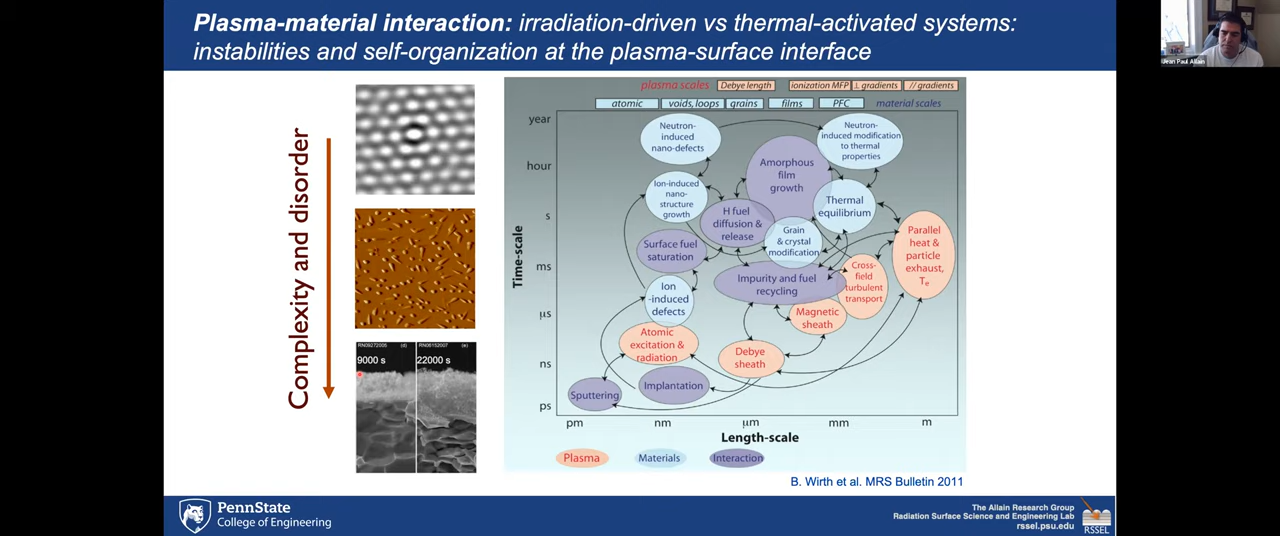 Plasma-material interaction: irradiation-driven vs thermal-activated systems:
instabilities and self-organization at the plasma-surface interface
Jean Paul Allain
Complexity and disorder
RN09272006 (d)
RN08152007 (e)
9000 s
22000 s
plasma scales
Debye length
ionization MFP
⊥ gradients
// gradients
atomic
voids, loops
grains
films
PFC
material scales
Time-scale
year
hour
s
ms
μs
ns
ps
Neutron-
induced
nano-defects
Neutron-
induced modification
to thermal
properties
Amorphous
film
growth
Ion-induced
nano-
structure
growth
Thermal
equilibrium
H fuel
diffusion &
release
Grain
& crystal
modification
Parallel
heat &
particle
exhaust,
Te
Surface fuel
saturation
Impurity and fuel
recycling
Cross-
field
turbulent
transport
Ion
-induced
defects
Magnetic
sheath
Atomic
excitation &
radiation
Debye
sheath
Implantation
Sputtering
pm
nm
μm
mm
m
Length-scale
Plasma
Materials
Interaction
B. Wirth et al. MRS Bulletin 2011
PennState
College of Engineering
The Allain Research Group
Radiation Surface Science and Engineering Lab
rssel.psu.edu
RSSEL